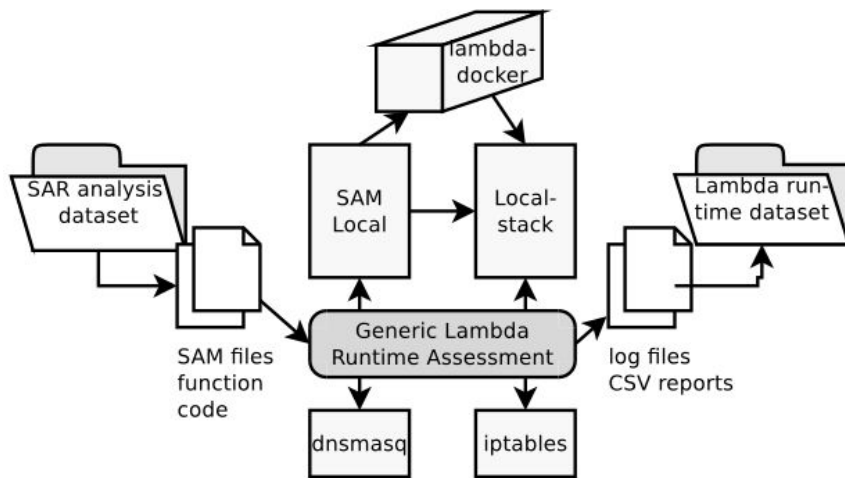 lambda-
docker
SAR analysis
dataset
SAM
Local
Local-
stack
Lambda run-
time dataset
Generic Lambda
Runtime Assessment
SAM files
function
code
log files
CSV reports
dnsmasq
iptables